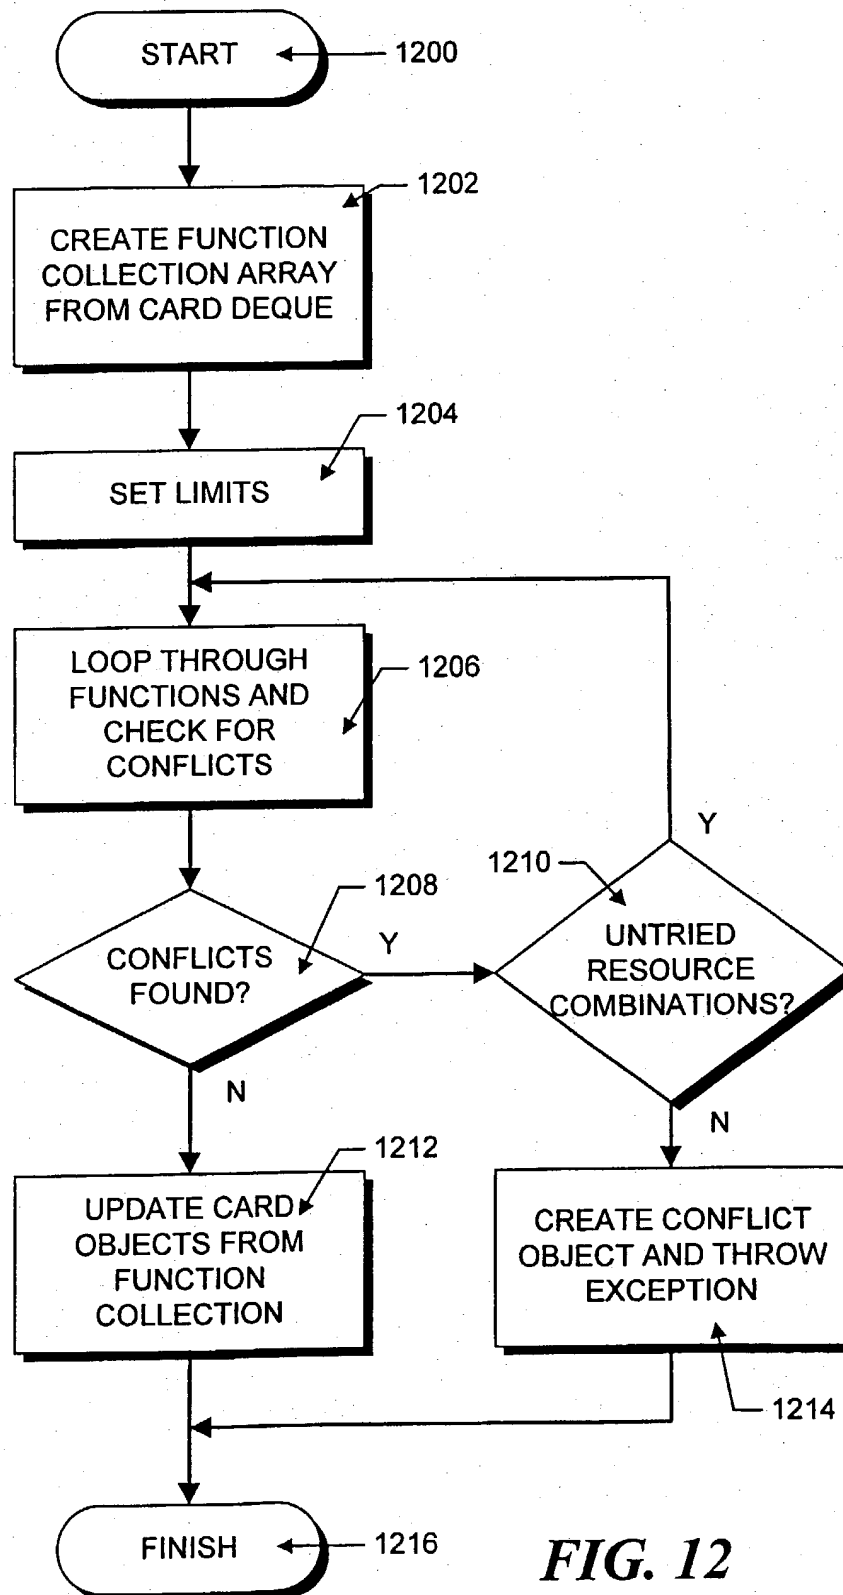 START
1200
1202
CREATE FUNCTION
COLLECTION ARRAY
FROM CARD DEQUE
1204
SET LIMITS
LOOP THROUGH
FUNCTIONS AND
CHECK FOR
CONFLICTS
1206
Y
1210
1208
UNTRIED
RESOURCE
COMBINATIONS?
CONFLICTS
FOUND?
Y
N
N
1212
UPDATE CARD
OBJECTS FROM
FUNCTION
COLLECTION
CREATE CONFLICT
OBJECT AND THROW
EXCEPTION
1214
FINISH
1216
FIG. 12